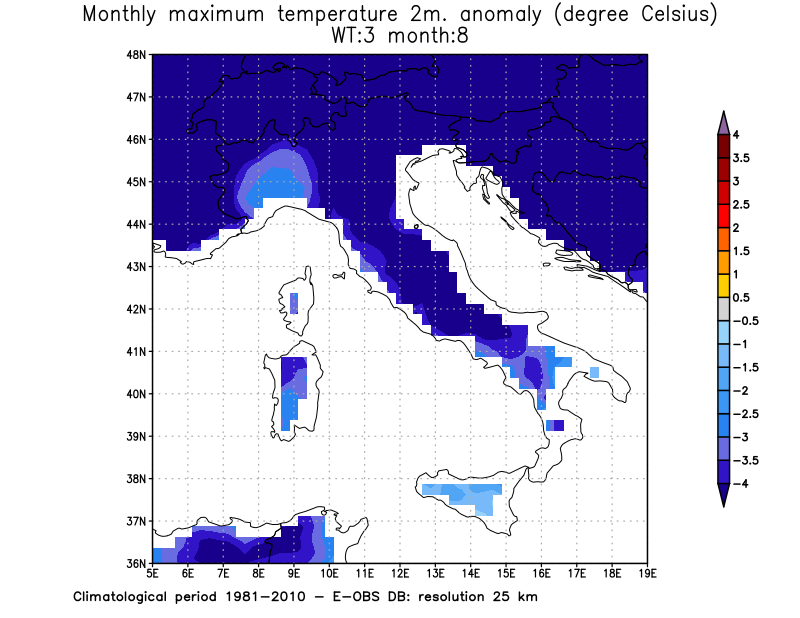 Monthly maximum temperature 2m. anomaly (degree Celsius)
WT:3 month:8
48N
47N
46N
45N
44N
43N
42N
41N
40N
39N
38N
37N
36N
5E 6E 7E 8E 9E 10E 11E 12E 13E 14E 15E 16E 17E 18E 19E
4
3.5
3
2.5
2
1.5
1
0.5
−0.5
−1
−1.5
−2
−2.5
−3
−3.5
−4
Climatological period 1981−2010 − E−OBS DB: resolution 25 km